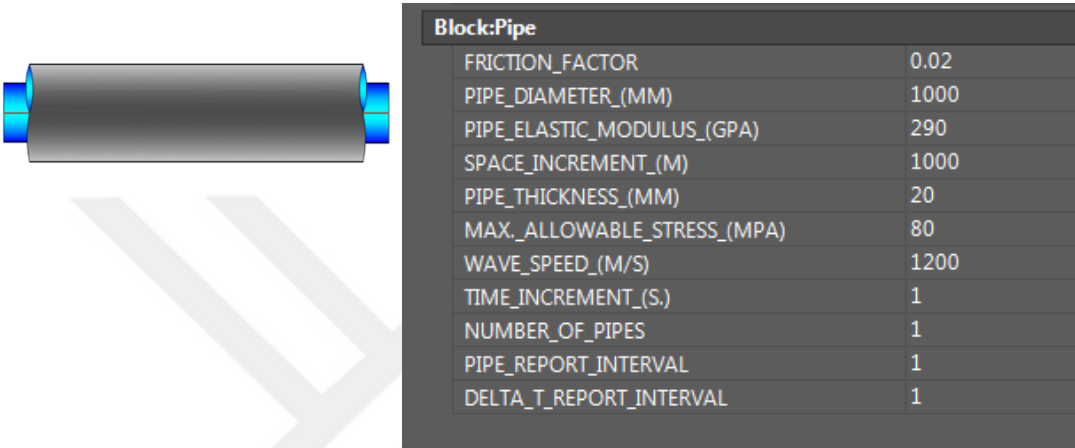 Block:Pipe
FRICTION_FACTOR 0.02
PIPE_DIAMETER_(MM) 1000
PIPE_ELASTIC_MODULUS_(GPA) 290
SPACE_INCREMENT_(M) 1000
PIPE_THICKNESS_(MM) 20
MAX._ALLOWABLE_STRESS_(MPA) 80
WAVE_SPEED_(M/S) 1200
TIME_INCREMENT_(S.) 1
NUMBER_OF_PIPES 1
PIPE_REPORT_INTERVAL 1
DELTA_T_REPORT_INTERVAL 1